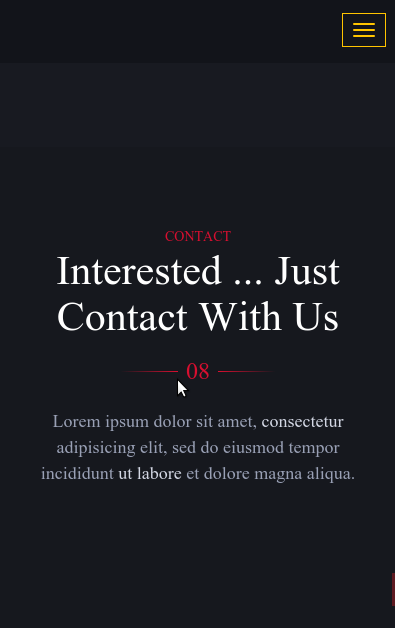 CONTACT
Interested ... Just
Contact With Us
08
Lorem ipsum dolor sit amet, consectetur
adipisicing elit, sed do eiusmod tempor
incididunt ut labore et dolore magna aliqua.